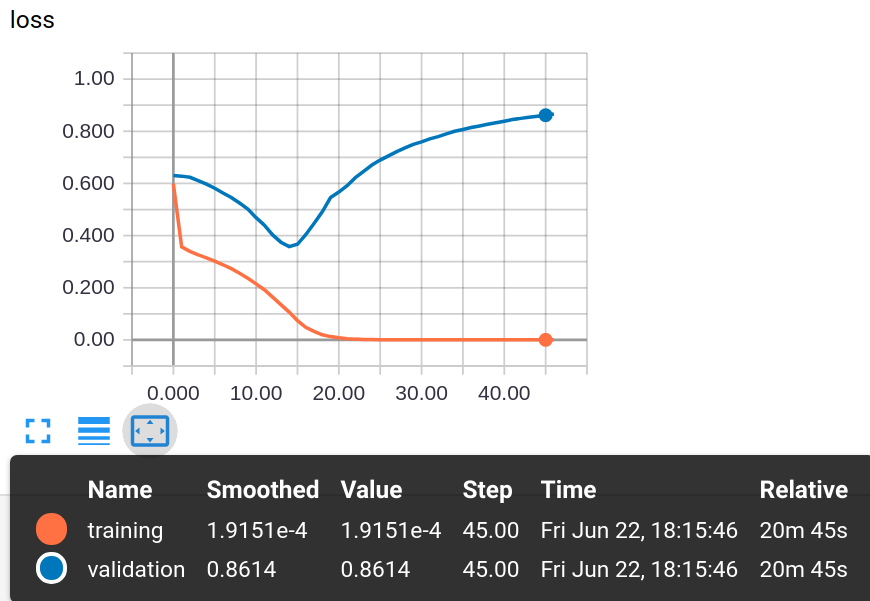 loss
1.00
0.800
0.600
0.400
0.200
0.00
0.000 10.00 20.00 30.00 40.00
Name Smoothed Value Step Time Relative
training 1.9151e-4 1.9151e-4 45.00 Fri Jun 22, 18:15:46 20m 45s
validation 0.8614 0.8614 45.00 Fri Jun 22, 18:15:46 20m 45s